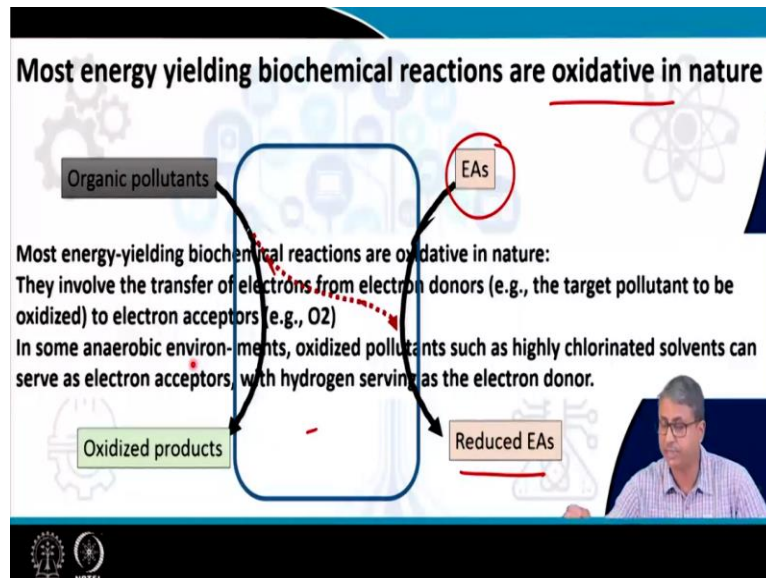 Most energy yielding biochemical reactions are oxidative in nature
Organic pollutants
EAs
Most energy-yielding biochemical reactions are oxidative in nature:
They involve the transfer of electrons from electron donors (e.g., the target pollutant to be
oxidized) to electron acceptors (e.g., O2)
In some anaerobic environ- ments, oxidized pollutants such as highly chlorinated solvents can
serve as electron acceptors, with hydrogen serving as the electron donor.
Oxidized products
Reduced EAs